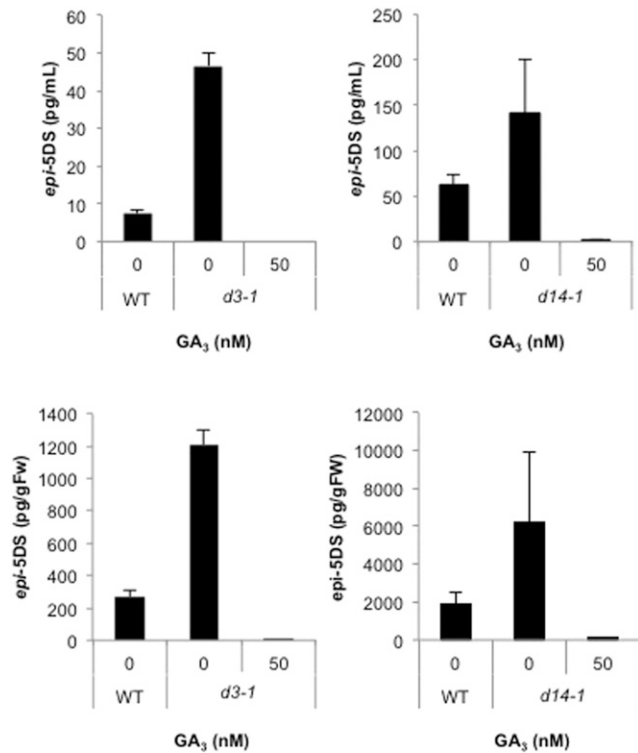 epi-5DS (pg/mL)
60
50
40
30
20
10
0
0 0 50
WT d3-1
GA3 (nM)
epi-5DS (pg/mL)
250
200
150
100
50
0
0 0 50
WT d14-1
GA3 (nM)
epi-5DS (pg/gFw)
1400
1200
1000
800
600
400
200
0
0 0 50
WT d3-1
GA3 (nM)
epi-5DS (pg/gFW)
12000
10000
8000
6000
4000
2000
0
0 0 50
WT d14-1
GA3 (nM)